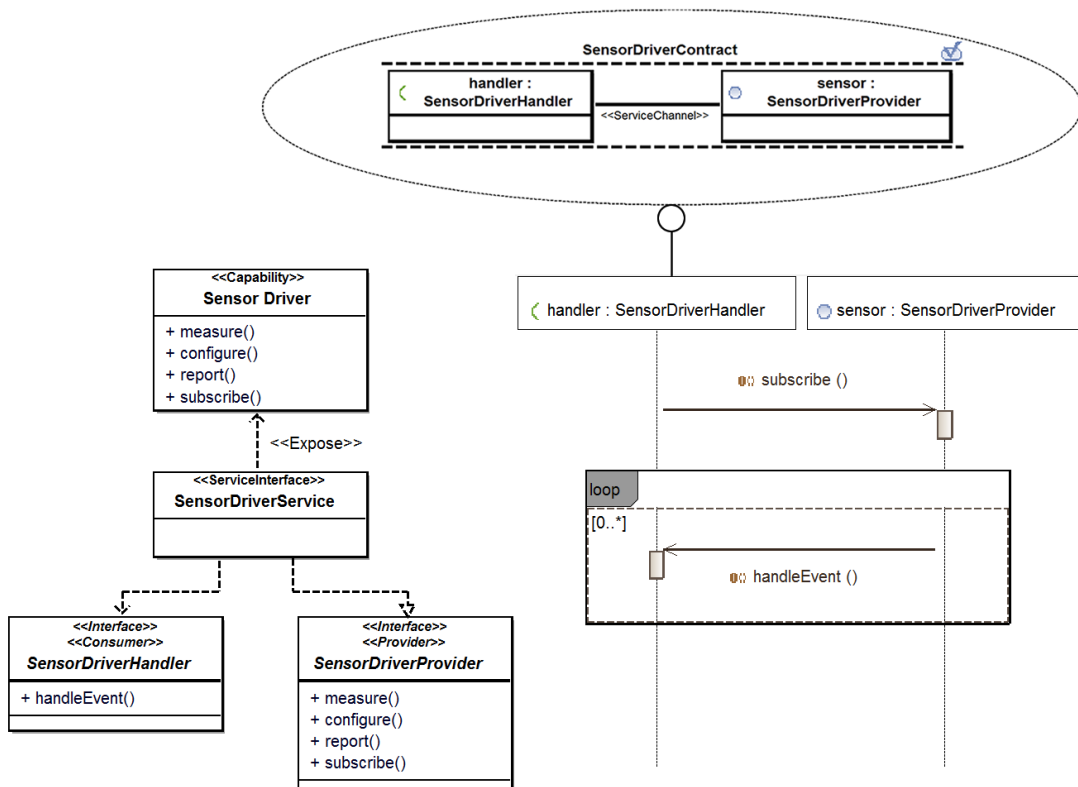 SensorDriverContract
handler :
SensorDriverHandler
<<ServiceChannel>>
sensor :
SensorDriverProvider
<<Capability>>
Sensor Driver
+ measure()
+ configure()
+ report()
+ subscribe()
<<Expose>>
<<ServiceInterface>>
SensorDriverService
<<Interface>>
<<Consumer>>
SensorDriverHandler
+ handleEvent()
<<Interface>>
<<Provider>>
SensorDriverProvider
+ measure()
+ configure()
+ report()
+ subscribe()
handler : SensorDriverHandler
sensor : SensorDriverProvider
subscribe ()
loop
[0..*]
handleEvent ()